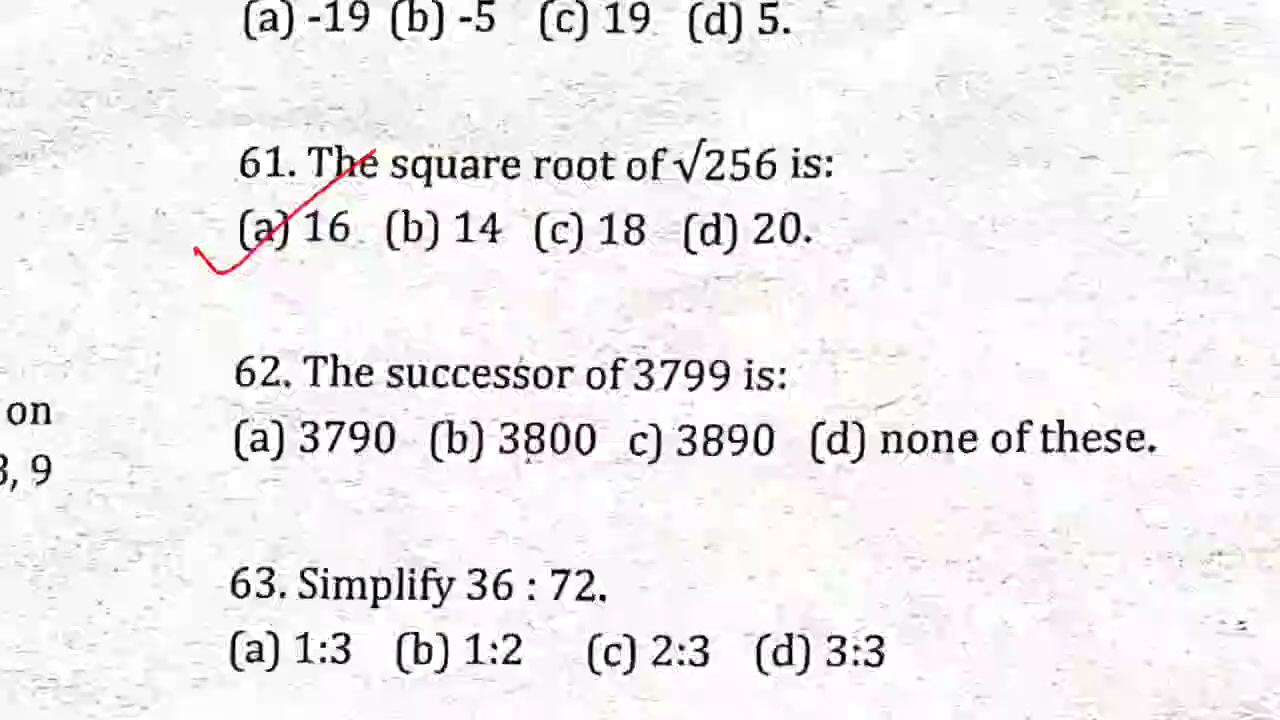 (a) -19 (b) -5 (c) 19 (d) 5.
61. The square root of √256 is:
(a) 16 (b) 14 (c) 18 (d) 20.
62. The successor of 3799 is:
on
(a) 3790 (b) 3800 c) 3890 (d) none of these.
3, 9
63. Simplify 36 : 72.
(a) 1:3 (b) 1:2 (c) 2:3 (d) 3:3